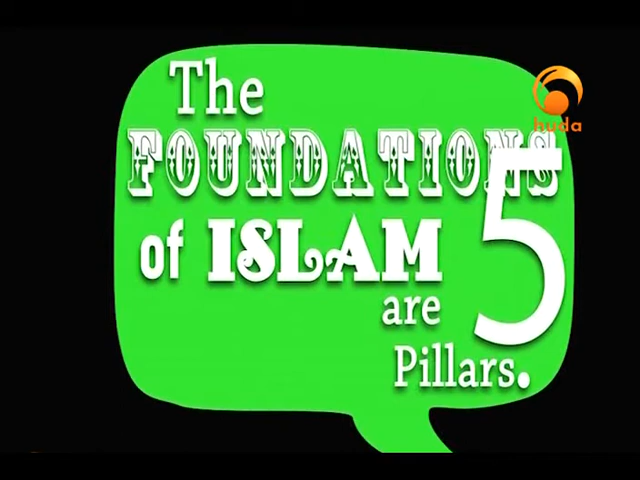 The
FOUNDATIONS
of ISLAM
are 5
Pillars.
huda